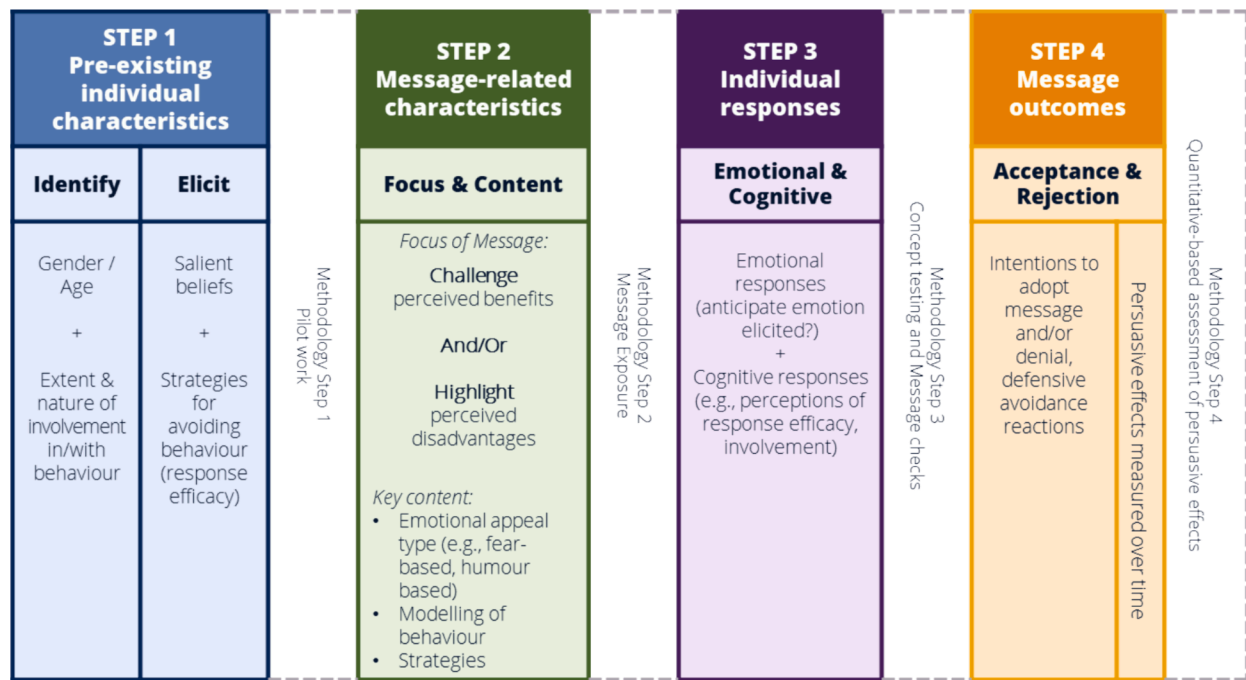 STEP 1
Pre-existing
individual
characteristics
Identify
Elicit
Gender /
Age
+
Extent &
nature of
involvement
in/with
behaviour
Salient
beliefs
+
Strategies
for
avoiding
behaviour
(response
efficacy)
Methodology Step 1
Pilot work
STEP 2
Message-related
characteristics
Focus & Content
Focus of Message:
Challenge
perceived benefits
And/Or
Highlight
perceived
disadvantages
Key content:
• Emotional appeal
type (e.g., fear-
based, humour
based)
• Modelling of
behaviour
• Strategies
Methodology Step 2
Message Exposure
STEP 3
Individual
responses
Emotional &
Cognitive
Emotional
responses
(anticipate emotion
elicited?)
+
Cognitive responses
(e.g., perceptions of
response efficacy,
involvement)
Methodology Step 3
Concept testing and Message checks
STEP 4
Message
outcomes
Acceptance &
Rejection
Intentions to
adopt
message
and/or
denial,
defensive
avoidance
reactions
Persuasive effects measured over time
Methodology Step 4
Quantitative-based assessment of persuasive effects